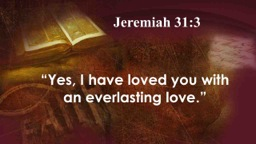 Jeremiah 31:3
“Yes, I have loved you with
an everlasting love.”